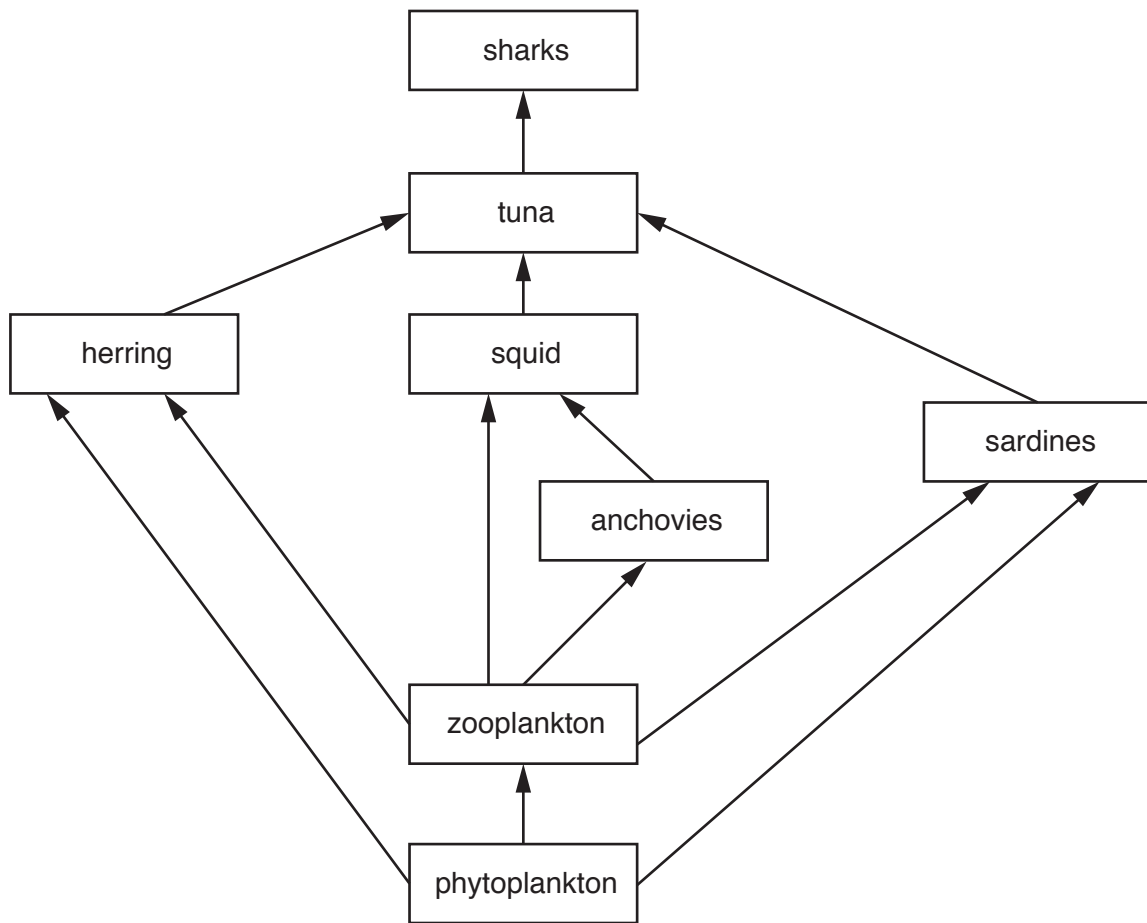 sharks
tuna
herring
squid
sardines
anchovies
zooplankton
phytoplankton